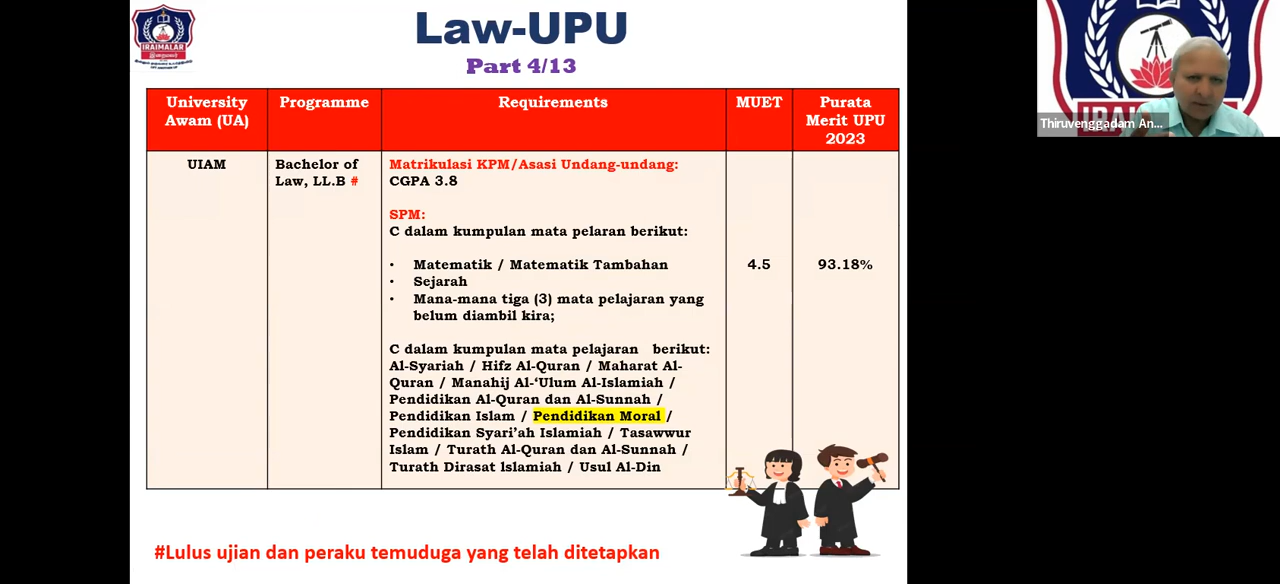 IRAIMALAR
இறைமலர்
Law-UPU
Part 4/13
University
Awam (UA)
Programme
Requirements
MUET
Purata
Merit UPU
2023
UIAM
Bachelor of
Law, LL.B #
Matrikulasi KPM/Asasi Undang-undang:
CGPA 3.8
SPM:
C dalam kumpulan mata pelaran berikut:
• Matematik / Matematik Tambahan
• Sejarah
• Mana-mana tiga (3) mata pelajaran yang
belum diambil kira;
C dalam kumpulan mata pelajaran berikut:
Al-Syariah / Hifz Al-Quran / Maharat Al-
Quran / Manahij Al-‘Ulum Al-Islamiah /
Pendidikan Al-Quran dan Al-Sunnah /
Pendidikan Islam / Pendidikan Moral /
Pendidikan Syari’ah Islamiah / Tasawwur
Islam / Turath Al-Quran dan Al-Sunnah /
Turath Dirasat lslamiah / Usul Al-Din
4.5
93.18%
#Lulus ujian dan peraku temuduga yang telah ditetapkan
Thiruvenggadam An...